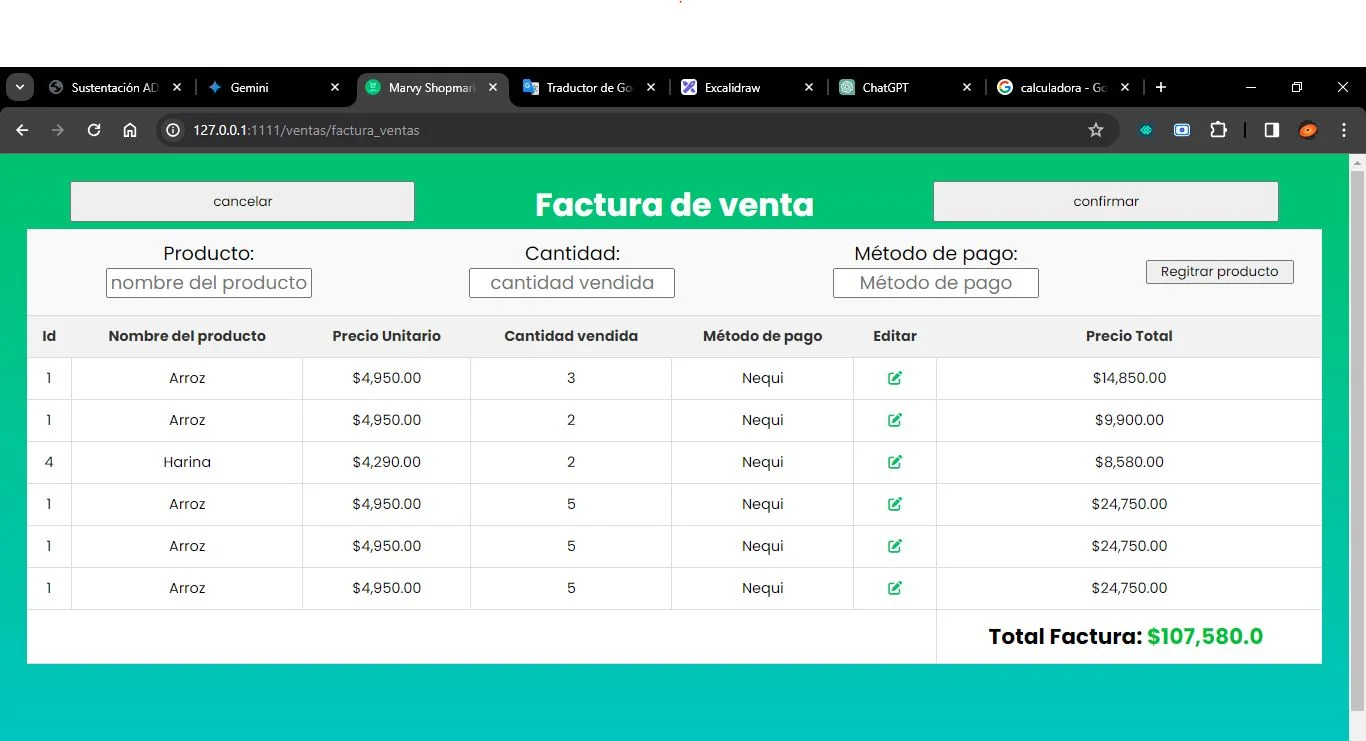 Sustentación AD
Gemini
Marvy Shopmar
Traductor de Go
Excalidraw
ChatGPT
calculadora - Go
127.0.0.1:1111/ventas/factura_ventas
cancelar
Factura de venta
confirmar
Producto: Cantidad: Método de pago:
nombre del producto cantidad vendida Método de pago Regitrar producto
Id Nombre del producto Precio Unitario Cantidad vendida Método de pago Editar Precio Total
1 Arroz $4,950.00 3 Nequi $14,850.00
1 Arroz $4,950.00 2 Nequi $9,900.00
4 Harina $4,290.00 2 Nequi $8,580.00
1 Arroz $4,950.00 5 Nequi $24,750.00
1 Arroz $4,950.00 5 Nequi $24,750.00
1 Arroz $4,950.00 5 Nequi $24,750.00
Total Factura: $107,580.0